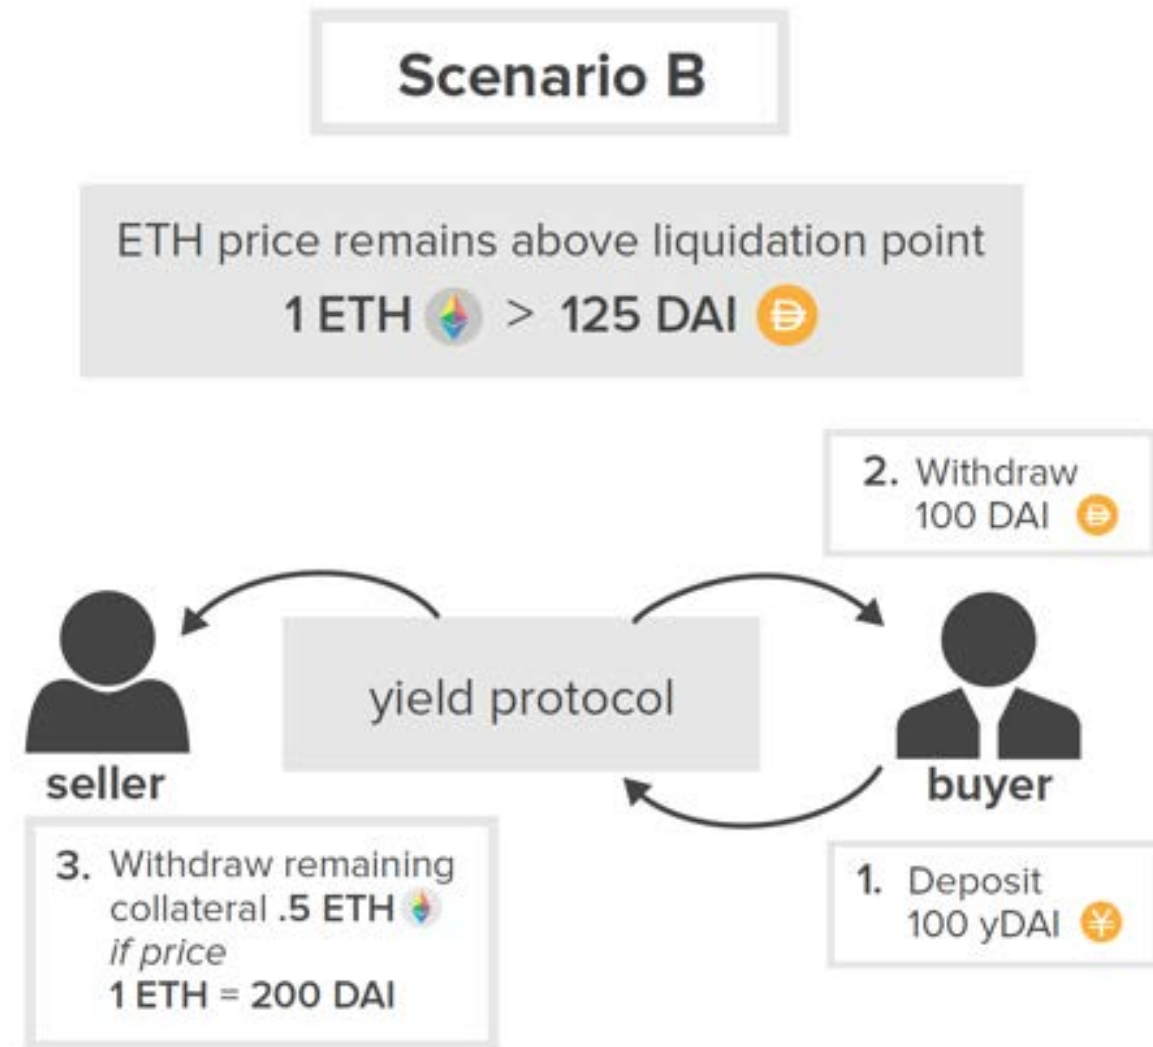 Scenario B
ETH price remains above liquidation point
1 ETH > 125 DAI
2. Withdraw
100 DAI
yield protocol
seller
buyer
3. Withdraw remaining
collateral .5 ETH
if price
1 ETH = 200 DAI
1. Deposit
100 yDAI